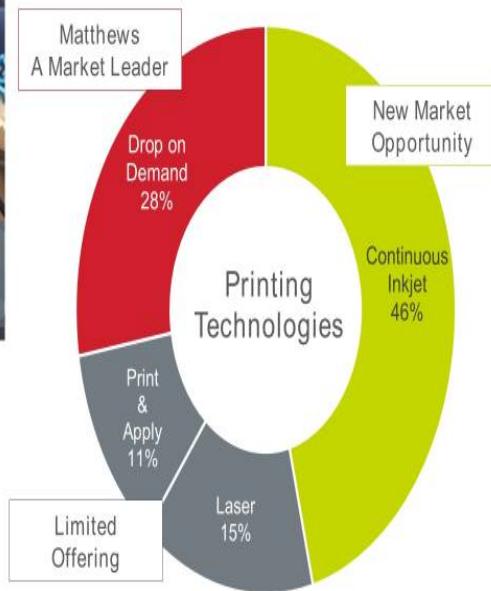 Matthews
A Market Leader
New Market
Opportunity
Drop on
Demand
28%
Continuous
Inkjet
46%
Printing
Technologies
Print
&
Apply
11%
Laser
15%
Limited
Offering